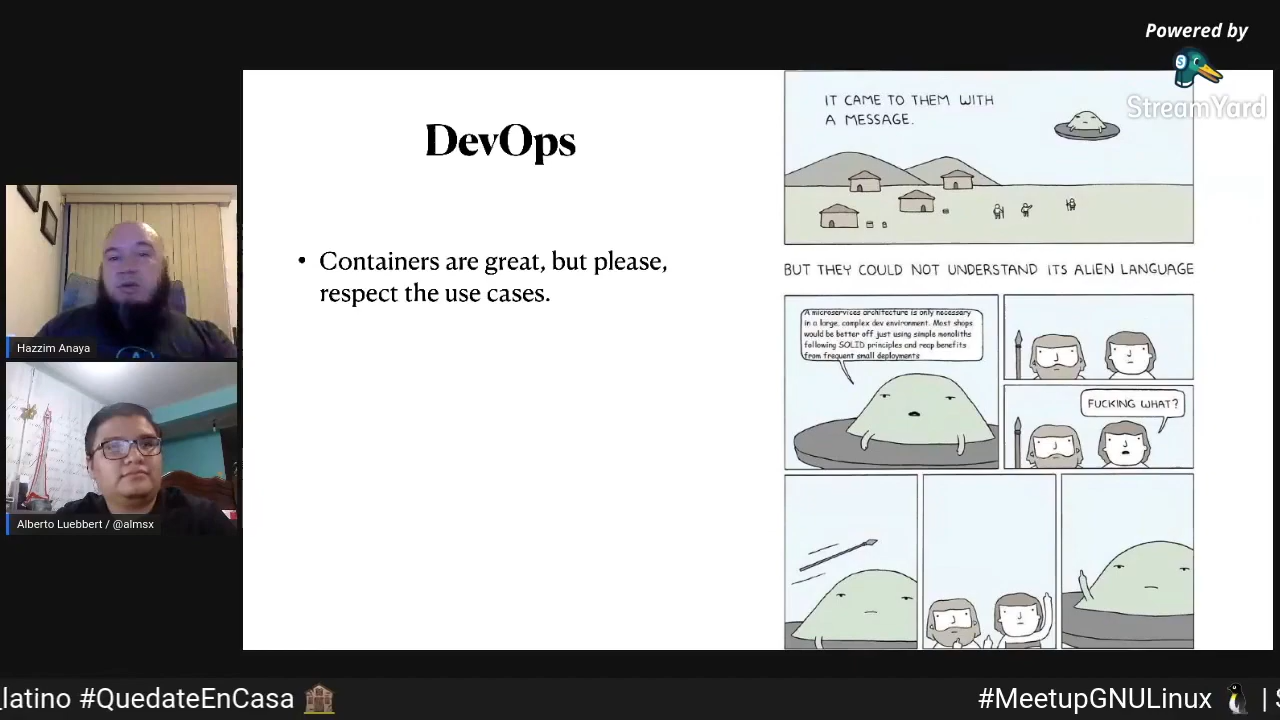 Powered by
StreamYard
DevOps
• Containers are great, but please,
respect the use cases.
IT CAME TO THEM WITH
A MESSAGE.
BUT THEY COULD NOT UNDERSTAND ITS ALIEN LANGUAGE
A microservices architecture is only necessary
in a large, complex dev environment. Most shops
would be better off just using simple monoliths
following SOLID principles and reap benefits
from frequent small deployments
FUCKING WHAT?
Hazzim Anaya
Alberto Luebbert / @almsx
_latino #QuedateEnCasa
#MeetupGNULinux | S